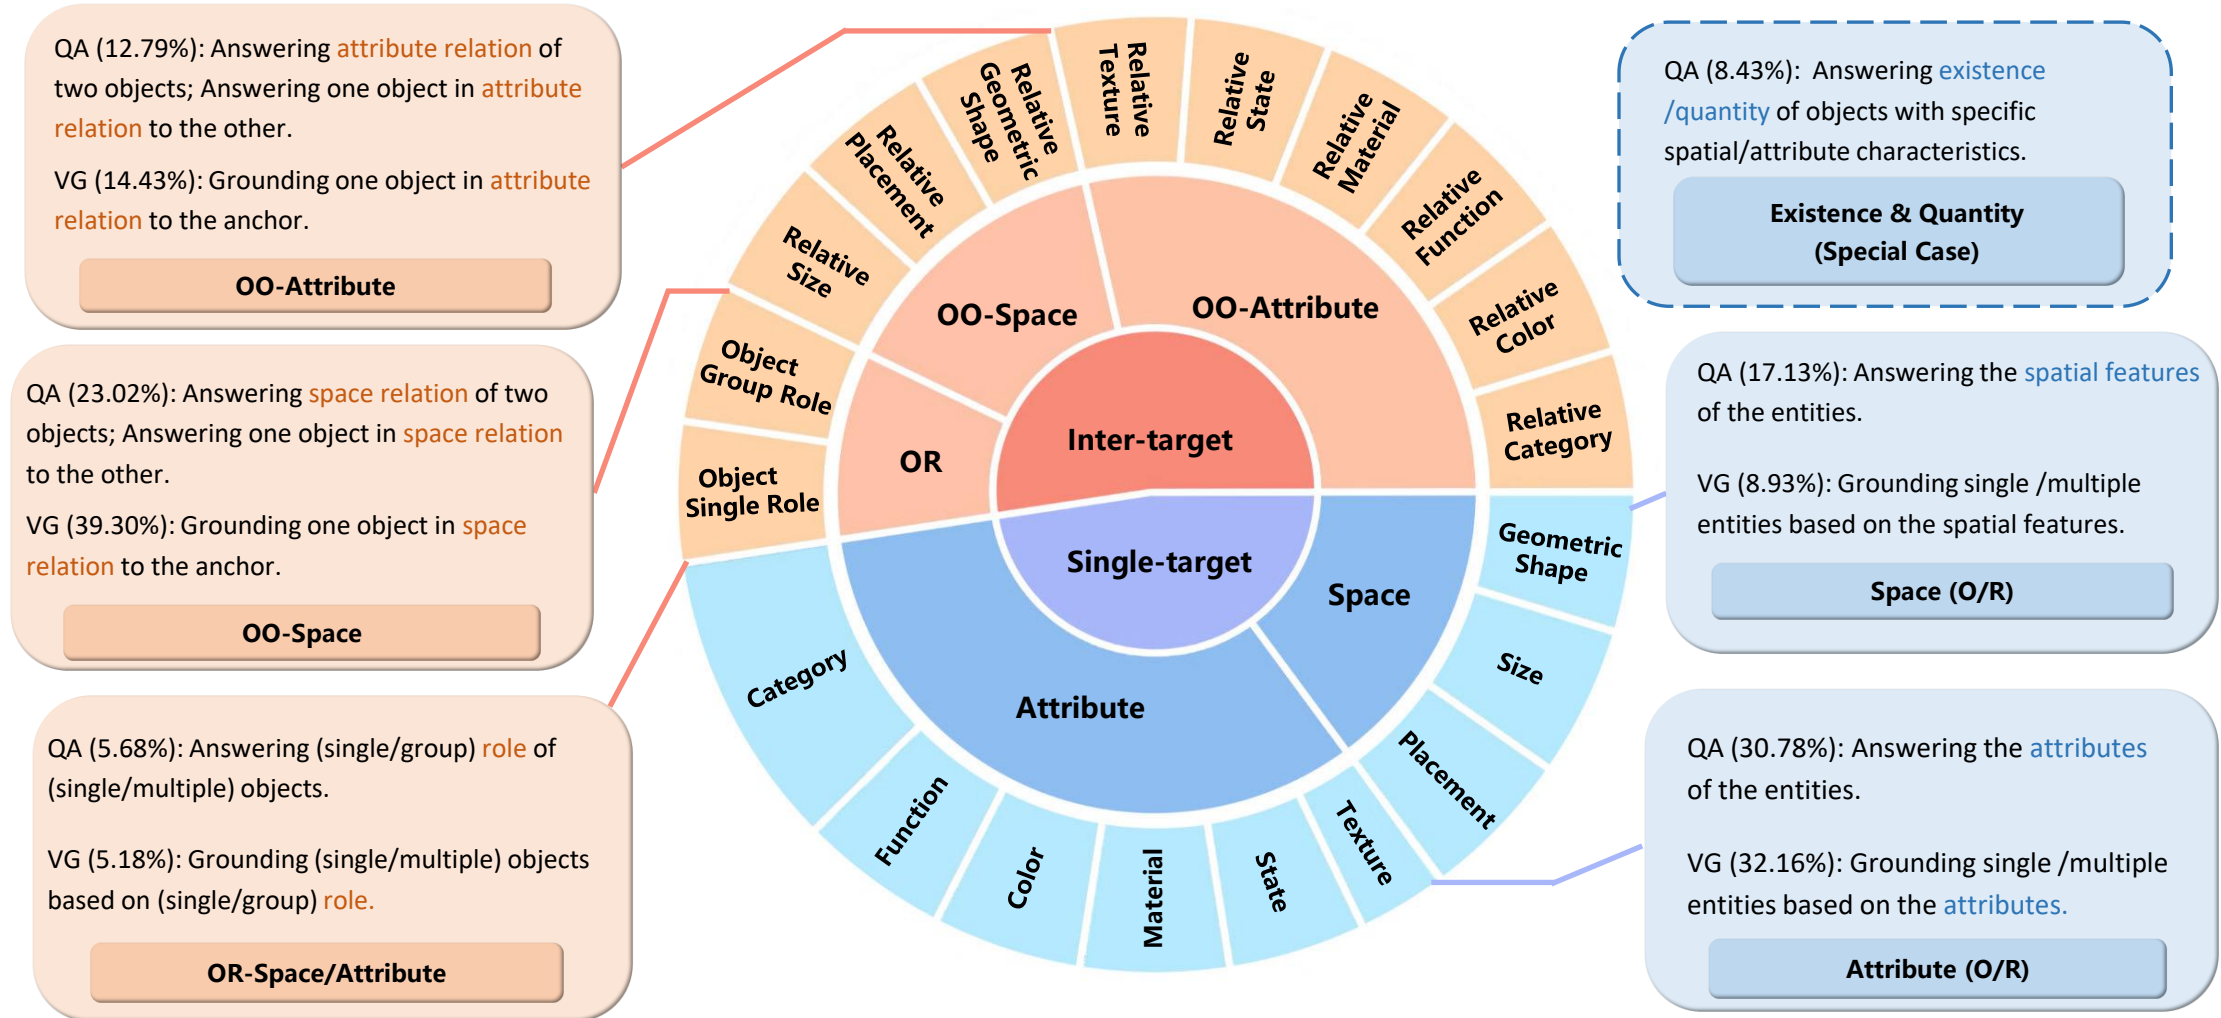 QA (12.79%): Answering attribute relation of
two objects; Answering one object in attribute
relation to the other.
VG (14.43%): Grounding one object in attribute
relation to the anchor.
OO-Attribute
QA (23.02%): Answering space relation of two
objects; Answering one object in space relation
to the other.
VG (39.30%): Grounding one object in space
relation to the anchor.
OO-Space
QA (5.68%): Answering (single/group) role of
(single/multiple) objects.
VG (5.18%): Grounding (single/multiple) objects
based on (single/group) role.
OR-Space/Attribute
Object
Single Role
Object
Group Role
Relative
Size
Relative
Placement
Relative
Geometric
Shape
Relative
Texture
Relative
State
Relative
Material
Relative
Function
Relative
Color
Relative
Category
OO-Space
OO-Attribute
OR
Inter-target
Single-target
Space
Attribute
Geometric
Shape
Size
Placement
Texture
State
Material
Color
Function
Category
QA (8.43%): Answering existence
/quantity of objects with specific
spatial/attribute characteristics.
Existence & Quantity
(Special Case)
QA (17.13%): Answering the spatial features
of the entities.
VG (8.93%): Grounding single /multiple
entities based on the spatial features.
Space (O/R)
QA (30.78%): Answering the attributes
of the entities.
VG (32.16%): Grounding single /multiple
entities based on the attributes.
Attribute (O/R)